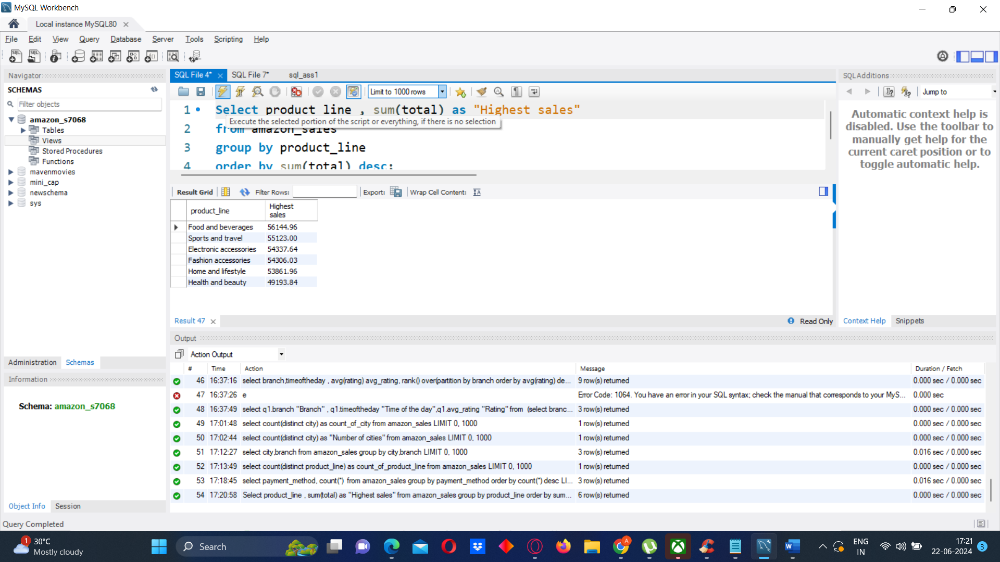 MySQL Workbench
Local instance MySQL80
File Edit View Query Database Server Tools Scripting Help
Navigator
SCHEMAS
Filter objects
amazon_s7068
Tables
Views
Stored Procedures
Functions
mavenmovies
mini_cap
newschema
sys
Administration Schemas
Information
Schema: amazon_s7068
Object Info Session
Query Completed
SQL File 4* SQL File 7* sql_ass1
Limit to 1000 rows
1 Select product line , sum(total) as "Highest sales"
Execute the selected portion of the script or everything, if there is no selection
2 from amazon_sales
3 group by product_line
4 order by sum(total) desc;
Result Grid Filter Rows: Export: Wrap Cell Content:
product_line Highest sales
Food and beverages 56144.96
Sports and travel 55123.00
Electronic accessories 54337.64
Fashion accessories 54306.03
Home and lifestyle 53861.96
Health and beauty 49193.84
Result 47 Read Only
SQLAdditions
Jump to
Automatic context help is
disabled. Use the toolbar to
manually get help for the
current caret position or to
toggle automatic help.
Context Help Snippets
Output
Action Output
# Time Action Message Duration / Fetch
46 16:37:16 select branch,timeoftheday , avg(rating) avg_rating, rank() over(partition by branch order by avg(rating) de... 9 row(s) returned 0.000 sec / 0.000 sec
47 16:37:26 e Error Code: 1064. You have an error in your SQL syntax; check the manual that corresponds to your MyS... 0.000 sec
48 16:37:49 select q1.branch "Branch" , q1.timeoftheday "Time of the day",q1.avg_rating "Rating" from (select branc... 3 row(s) returned 0.000 sec / 0.000 sec
49 17:01:48 select count(distinct city) as count_of_city from amazon_sales LIMIT 0, 1000 1 row(s) returned 0.000 sec / 0.000 sec
50 17:02:44 select count(distinct city) as "Number of cities" from amazon_sales LIMIT 0, 1000 1 row(s) returned 0.000 sec / 0.000 sec
51 17:12:27 select city,branch from amazon_sales group by city,branch LIMIT 0, 1000 3 row(s) returned 0.016 sec / 0.000 sec
52 17:13:49 select count(distinct product_line) as count_of_product_line from amazon_sales LIMIT 0, 1000 1 row(s) returned 0.000 sec / 0.000 sec
53 17:18:45 select payment_method, count(*) from amazon_sales group by payment_method order by count(*) desc LI... 3 row(s) returned 0.016 sec / 0.000 sec
54 17:20:58 Select product_line , sum(total) as "Highest sales" from amazon_sales group by product_line order by sum... 6 row(s) returned 0.000 sec / 0.000 sec
1 30°C
Mostly cloudy
Search
A
ENG
IN
17:21
22-06-2024
3